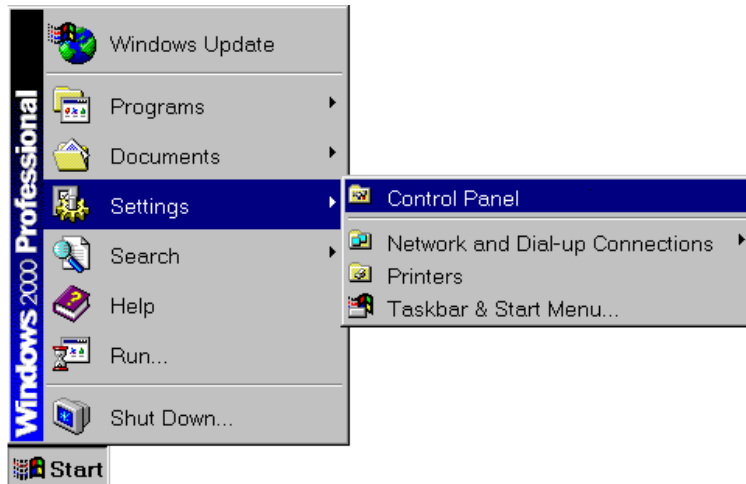 Windows 2000 Professional
Windows Update
Programs
Documents
Settings
Search
Help
Run...
Shut Down...
Control Panel
Network and Dial-up Connections
Printers
Taskbar & Start Menu...
Start